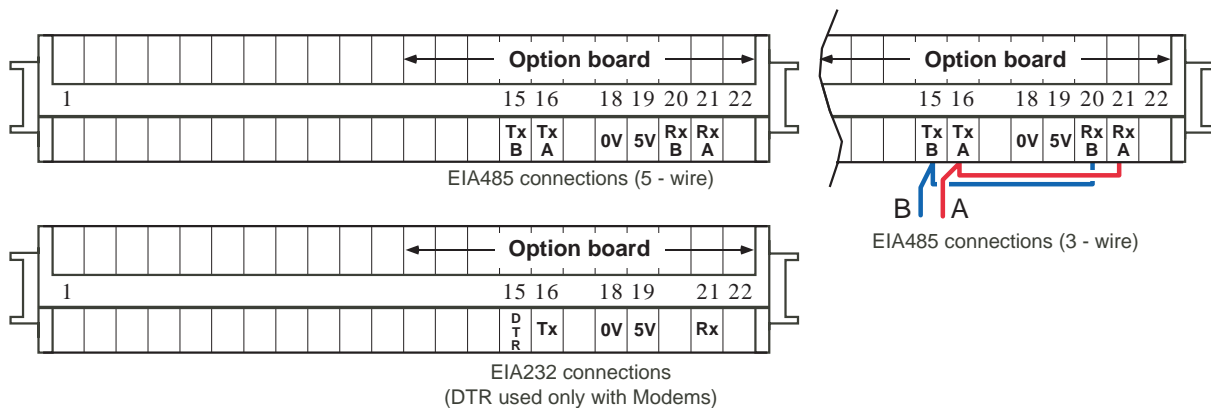 Option board
1 15 16 18 19 20 21 22
Tx B Tx A 0V 5V Rx B Rx A
EIA485 connections (5 - wire)
Option board
15 16 18 19 20 21 22
Tx B Tx A 0V 5V Rx B Rx A
B A
EIA485 connections (3 - wire)
Option board
1 15 16 18 19 21 22
DTR Tx 0V 5V Rx
EIA232 connections
(DTR used only with Modems)